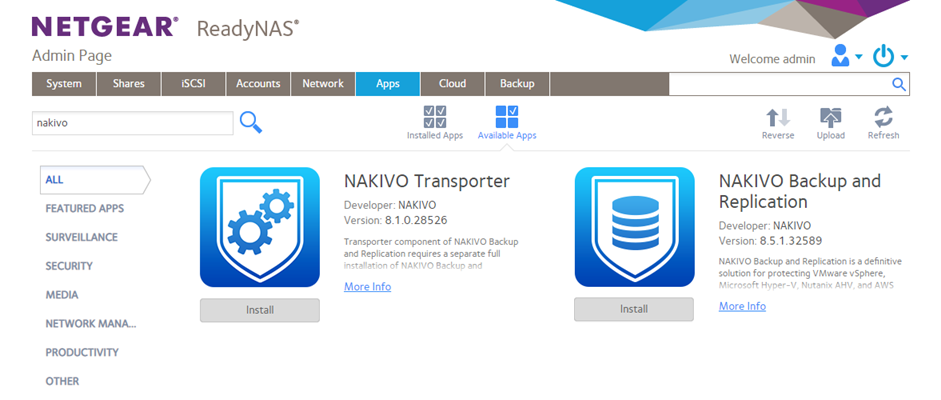 NETGEAR® ReadyNAS®
Admin Page
Welcome admin
System Shares iSCSI Accounts Network Apps Cloud Backup
nakivo
Installed Apps Available Apps Reverse Upload Refresh
ALL
FEATURED APPS
SURVEILLANCE
SECURITY
MEDIA
NETWORK MANA...
PRODUCTIVITY
OTHER
NAKIVO Transporter
Developer: NAKIVO
Version: 8.1.0.28526
Transporter component of NAKIVO Backup
and Replication requires a separate full
installation of NAKIVO Backup and
More Info
Install
NAKIVO Backup and
Replication
Developer: NAKIVO
Version: 8.5.1.32589
NAKIVO Backup and Replication is a definitive
solution for protecting VMware vSphere,
Microsoft Hyper-V, Nutanix AHV, and AWS
More Info
Install